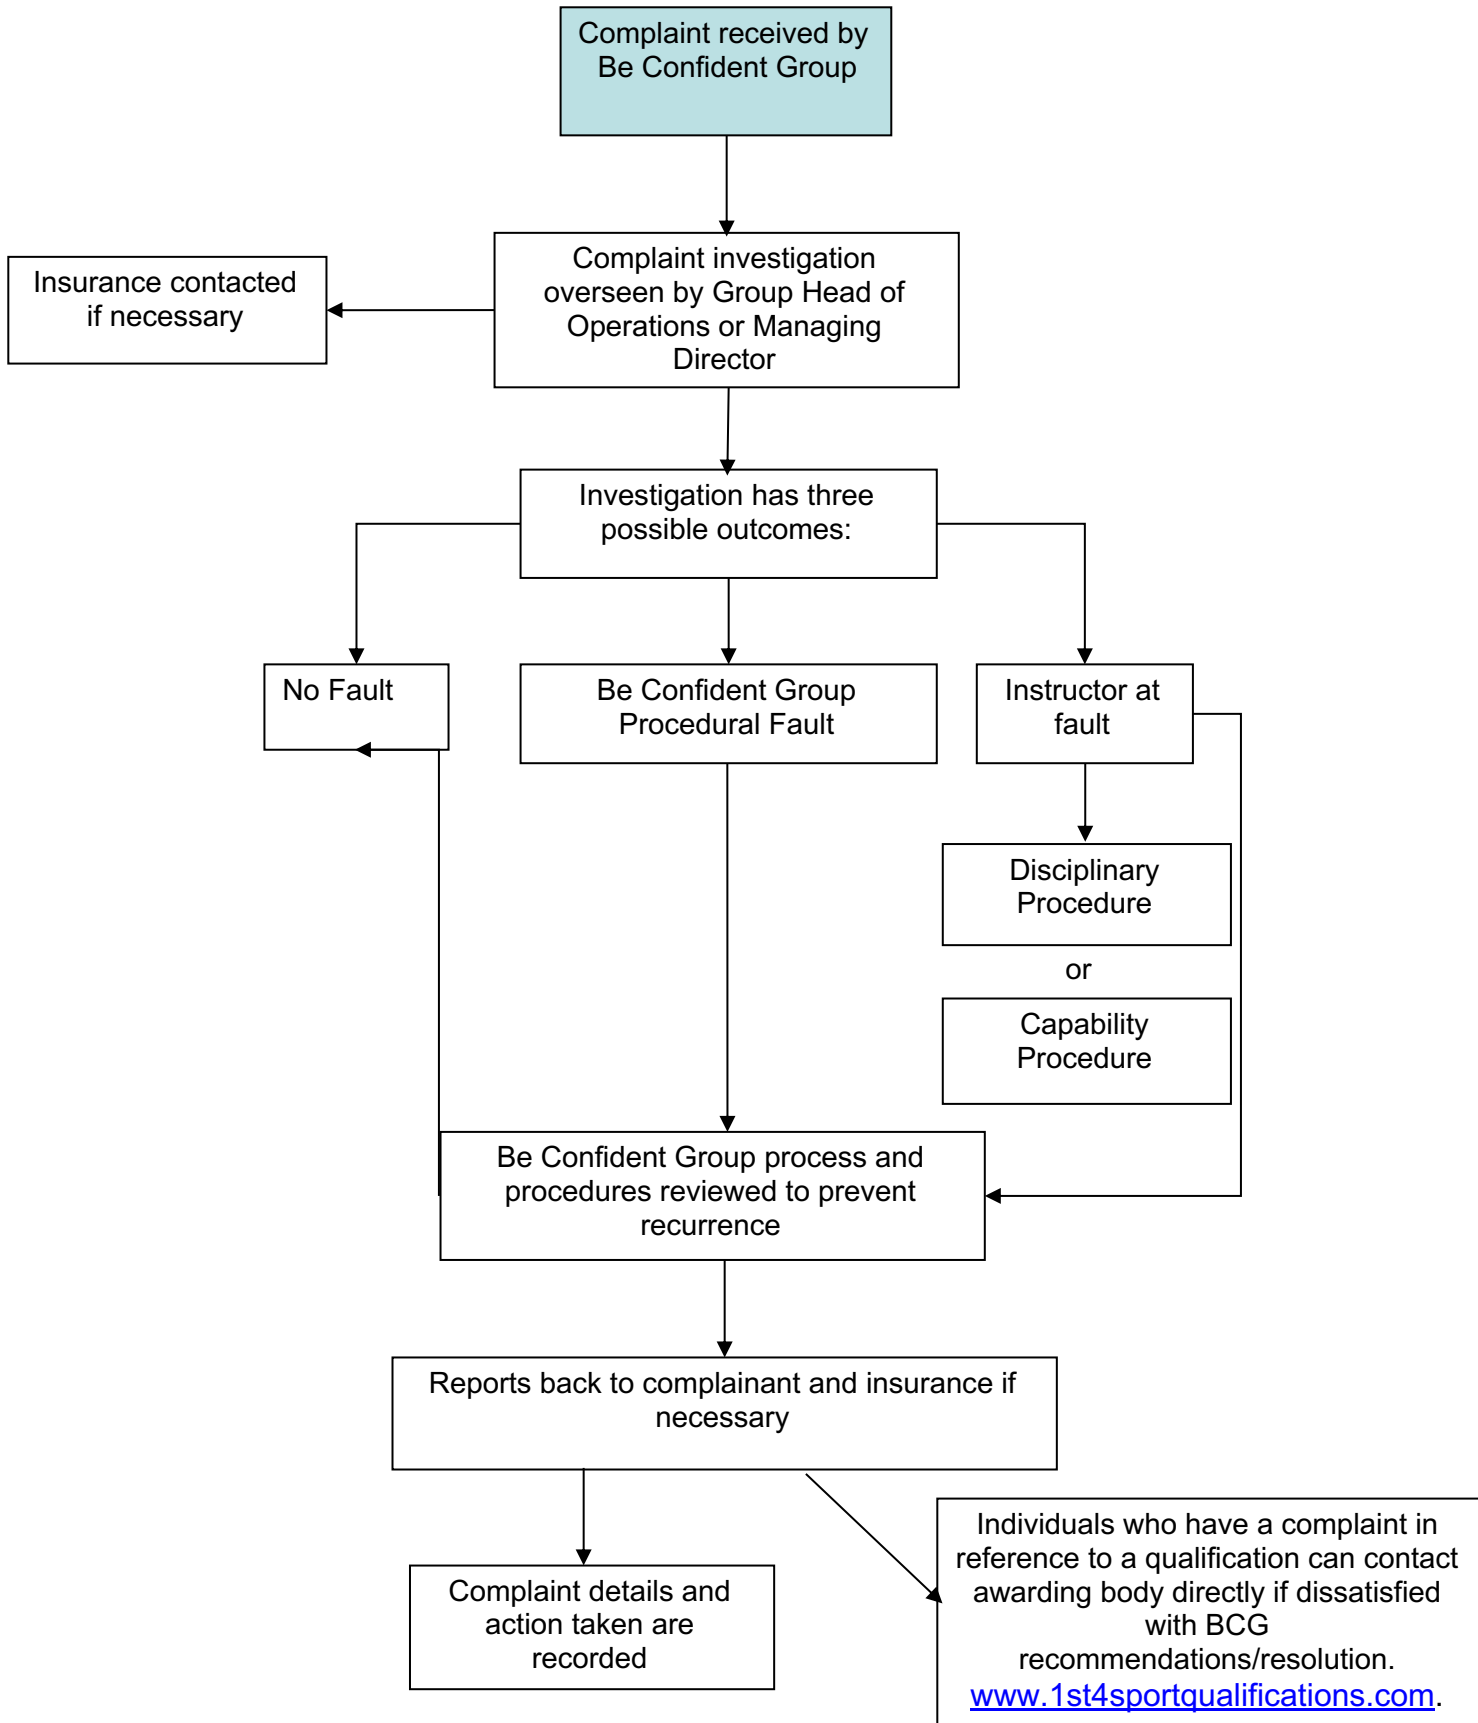 Complaint received by
Be Confident Group
Complaint investigation
overseen by Group Head of
Operations or Managing
Director
Insurance contacted
if necessary
Investigation has three
possible outcomes:
No Fault
Be Confident Group
Procedural Fault
Instructor at
fault
Disciplinary
Procedure
or
Capability
Procedure
Be Confident Group process and
procedures reviewed to prevent
recurrence
Reports back to complainant and insurance if
necessary
Complaint details and
action taken are
recorded
Individuals who have a complaint in
reference to a qualification can contact
awarding body directly if dissatisfied
with BCG
recommendations/resolution.
www.1st4sportqualifications.com.